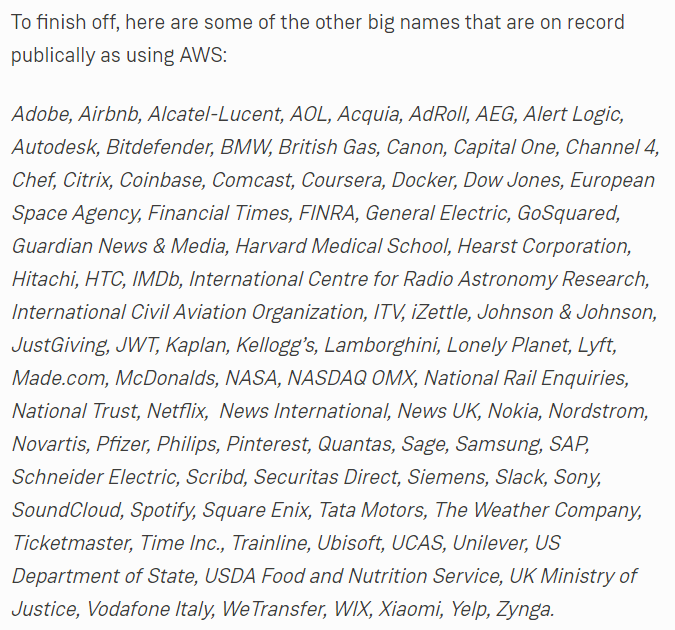 To finish off, here are some of the other big names that are on record
publically as using AWS:
Adobe, Airbnb, Alcatel-Lucent, AOL, Acquia, AdRoll, AEG, Alert Logic,
Autodesk, Bitdefender, BMW, British Gas, Canon, Capital One, Channel 4,
Chef, Citrix, Coinbase, Comcast, Coursera, Docker, Dow Jones, European
Space Agency, Financial Times, FINRA, General Electric, GoSquared,
Guardian News & Media, Harvard Medical School, Hearst Corporation,
Hitachi, HTC, IMDb, International Centre for Radio Astronomy Research,
International Civil Aviation Organization, ITV, iZettle, Johnson & Johnson,
JustGiving, JWT, Kaplan, Kellogg’s, Lamborghini, Lonely Planet, Lyft,
Made.com, McDonalds, NASA, NASDAQ OMX, National Rail Enquiries,
National Trust, Netflix,  News International, News UK, Nokia, Nordstrom,
Novartis, Pfizer, Philips, Pinterest, Quantas, Sage, Samsung, SAP,
Schneider Electric, Scribd, Securitas Direct, Siemens, Slack, Sony,
SoundCloud, Spotify, Square Enix, Tata Motors, The Weather Company,
Ticketmaster, Time Inc., Trainline, Ubisoft, UCAS, Unilever, US
Department of State, USDA Food and Nutrition Service, UK Ministry of
Justice, Vodafone Italy, WeTransfer, WIX, Xiaomi, Yelp, Zynga.